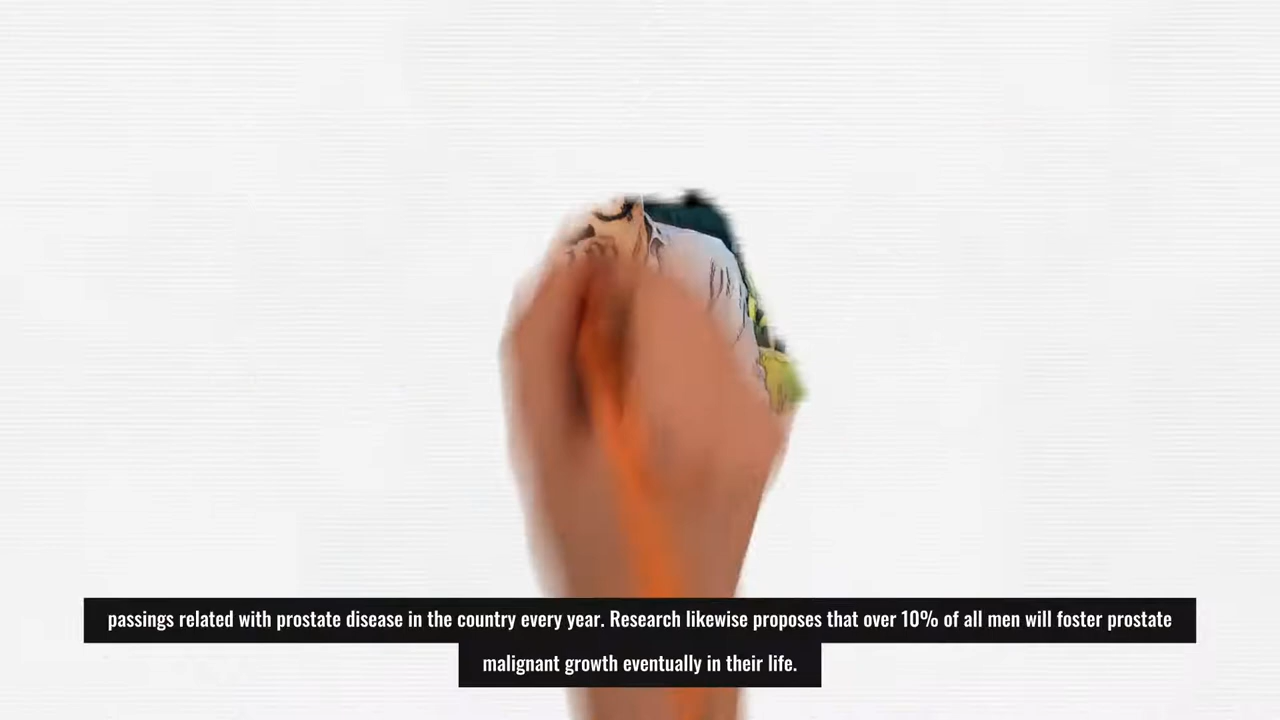 passings related with prostate disease in the country every year. Research likewise proposes that over 10% of all men will foster prostate
malignant growth eventually in their life.